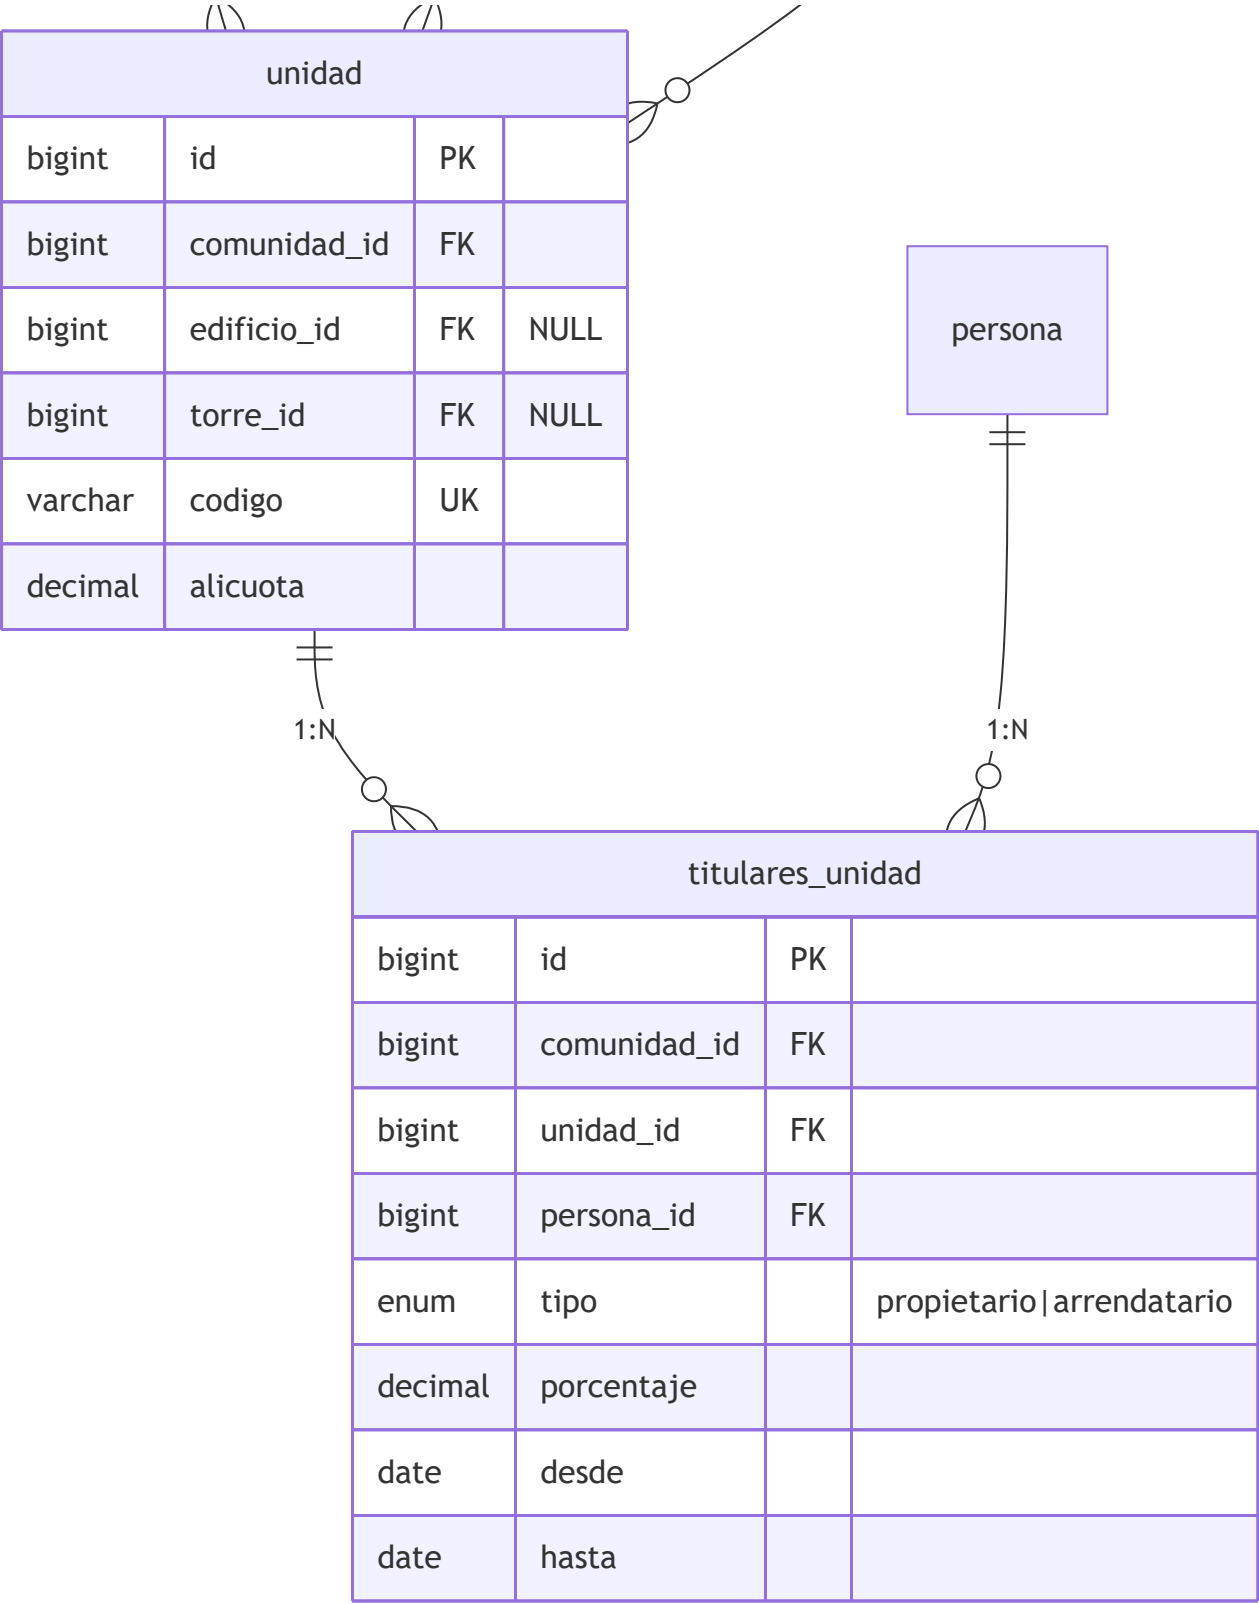 unidad
bigint id PK
bigint comunidad_id FK
bigint edificio_id FK NULL
bigint torre_id FK NULL
varchar codigo UK
decimal alicuota
persona
1:N
1:N
titulares_unidad
bigint id PK
bigint comunidad_id FK
bigint unidad_id FK
bigint persona_id FK
enum tipo propietario|arrendatario
decimal porcentaje
date desde
date hasta